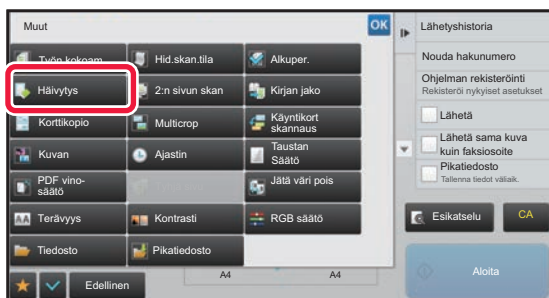 Muut
OK
Työn kokoam.
Hid.skan.tila
Alkuper.
Häivytys
2:n sivun skan
Kirjan jako
Korttikopio
Multicrop
Käyntikort
skannaus
Kuvan
Ajastin
Taustan
Säätö
PDF vino-
säätö
Jätä väri pois
Terävyys
Kontrasti
RGB säätö
Tiedosto
Pikatiedosto
Edellinen
A4
A4
Lähetyshistoria
Nouda hakunumero
Ohjelman rekisteröinti
Rekisteröi nykyiset asetukset
Lähetä
Lähetä sama kuva
kuin faksiosoite
Pikatiedosto
Tallenna tiedot väliaik.
Esikatselu
CA
Aloita